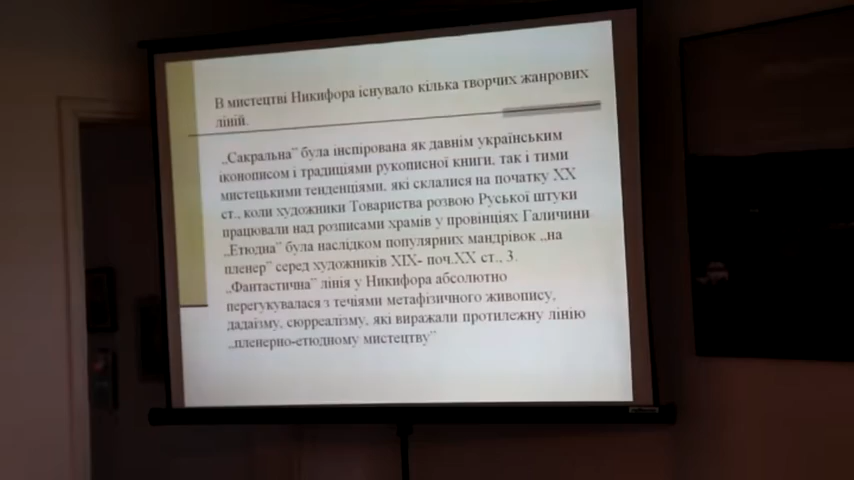 В мистецтві Никифора існувало кілька творчих жанрових
ліній.
„Сакральна” була інспірована як давнім українським
іконописом і традиціями рукописної книги, так і тими
мистецькими тенденціями, які склалися на початку ХХ
ст., коли художники Товариства розвою Руської штуки
працювали над розписами храмів у провінціях Галичини
„Етюдна” була наслідком популярних мандрівок „на
пленер” серед художників ХІХ- поч.ХХ ст., 3.
„Фантастична” лінія у Никифора абсолютно
перегукувалася з течіями метафізичного живопису,
дадаїзму, сюрреалізму, які виражали протилежну лінію
„пленерно-етюдному мистецтву”